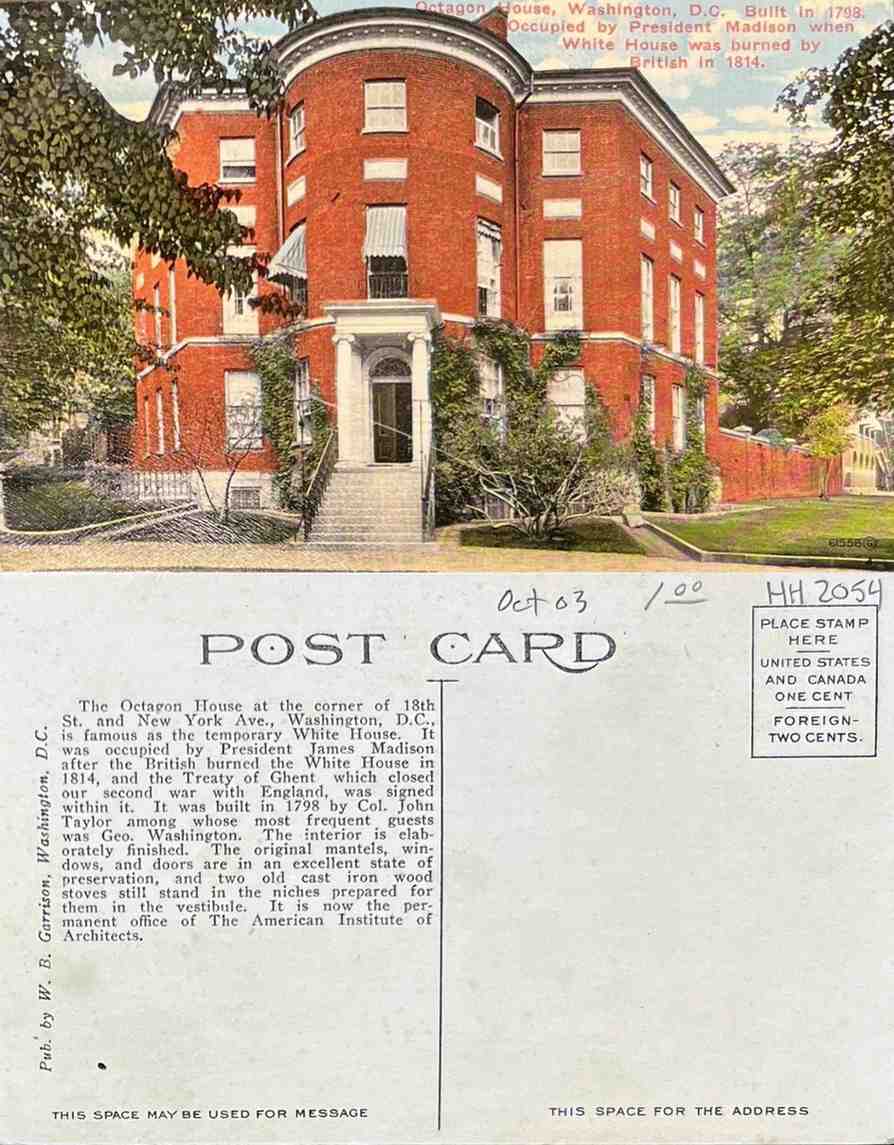 Octagon House, Washington, D.C. Built in 1798.
Occupied by President Madison when
White House was burned by
British in 1814.
61556
Oct 03
1.00
HH 2054
POST CARD
PLACE STAMP
HERE
UNITED STATES
AND CANADA
ONE CENT
FOREIGN-
TWO CENTS.
The Octagon House at the corner of 18th
St. and New York Ave., Washington, D.C.,
is famous as the temporary White House. It
was occupied by President James Madison
after the British burned the White House in
1814, and the Treaty of Ghent which closed
our second war with England, was signed
within it. It was built in 1798 by Col. John
Taylor among whose most frequent guests
was Geo. Washington. The interior is elab-
orately finished. The original mantels, win-
dows, and doors are in an excellent state of
preservation, and two old cast iron wood
stoves still stand in the niches prepared for
them in the vestibule. It is now the per-
manent office of The American Institute of
Architects.
Pub. by W. B. Garrison, Washington, D.C.
THIS SPACE MAY BE USED FOR MESSAGE
THIS SPACE FOR THE ADDRESS